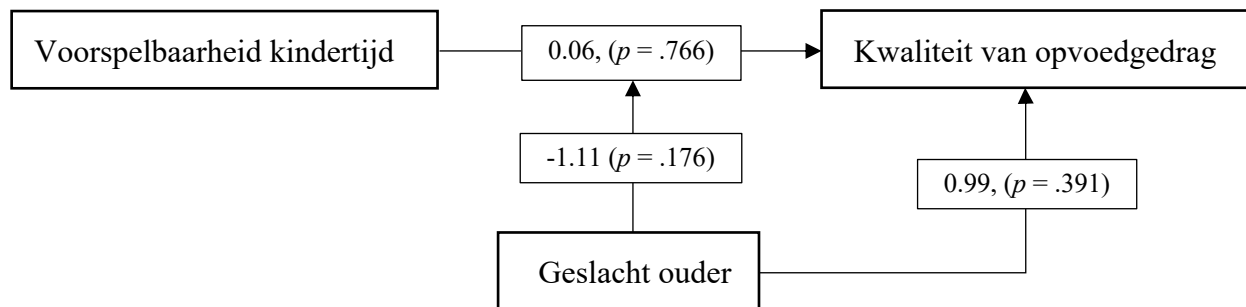 Voorspelbaarheid kindertijd
0.06, (p = .766)
Kwaliteit van opvoedgedrag
-1.11 (p = .176)
0.99, (p = .391)
Geslacht ouder